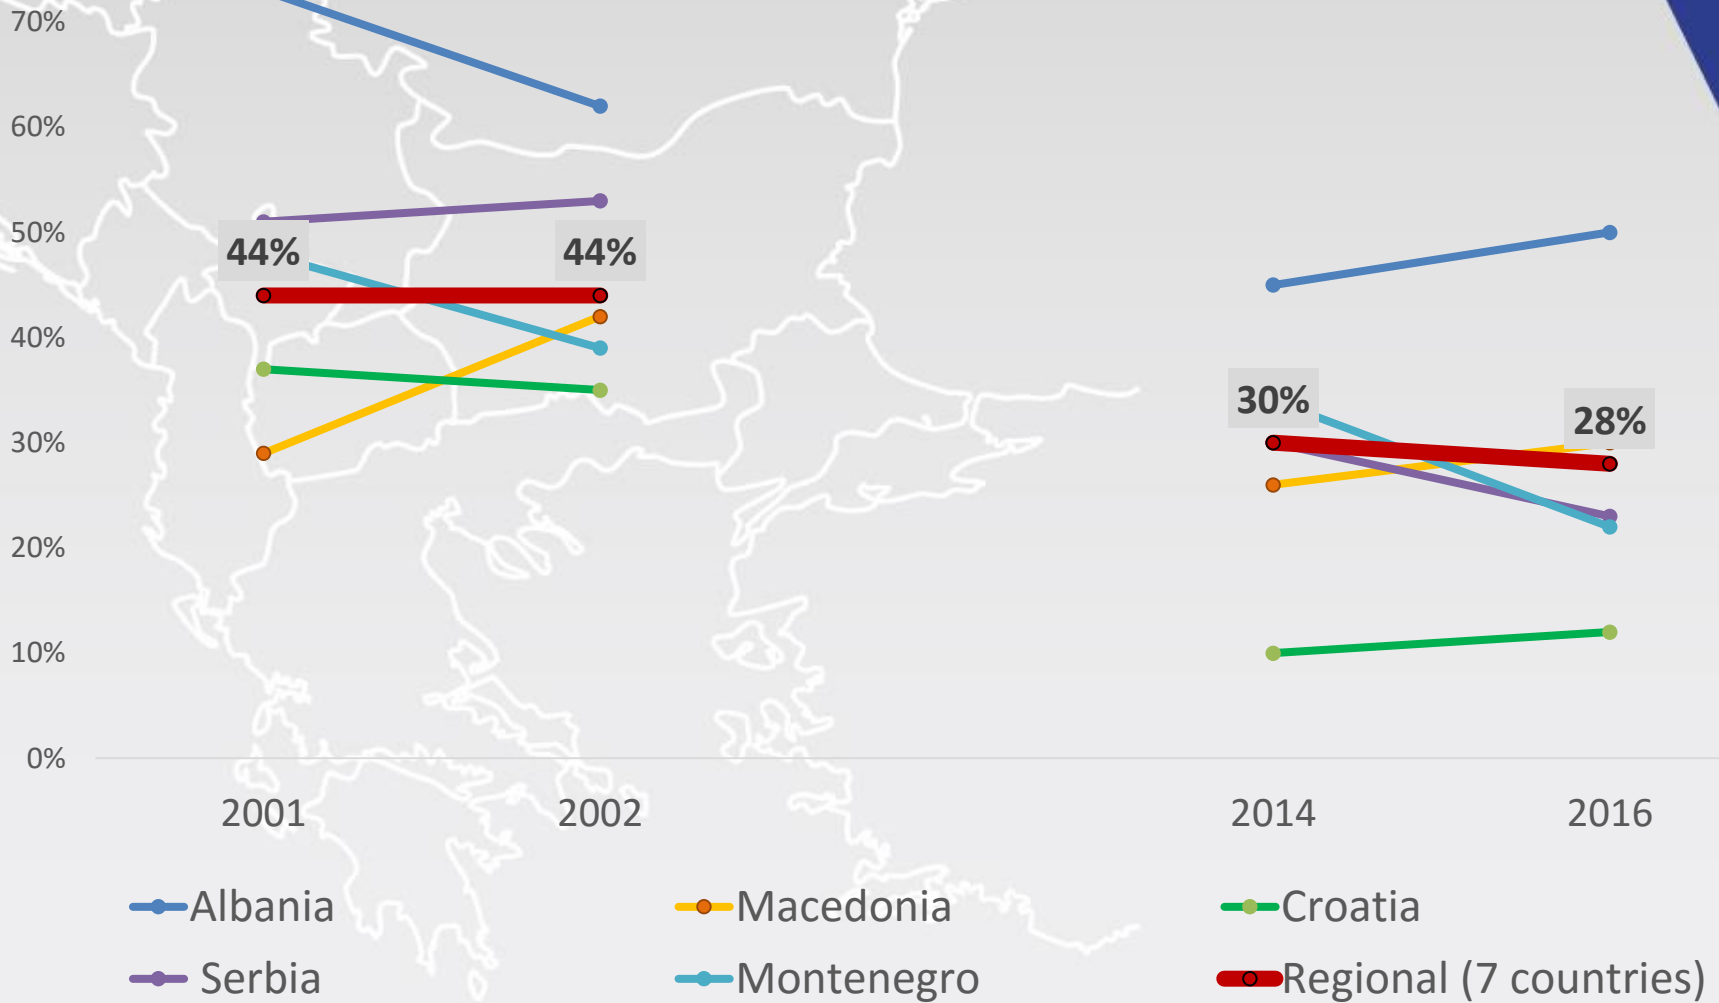 70%
60%
50%
40%
30%
20%
10%
0%
44%
44%
30%
28%
2001
2002
2014
2016
Albania
Macedonia
Croatia
Serbia
Montenegro
Regional (7 countries)